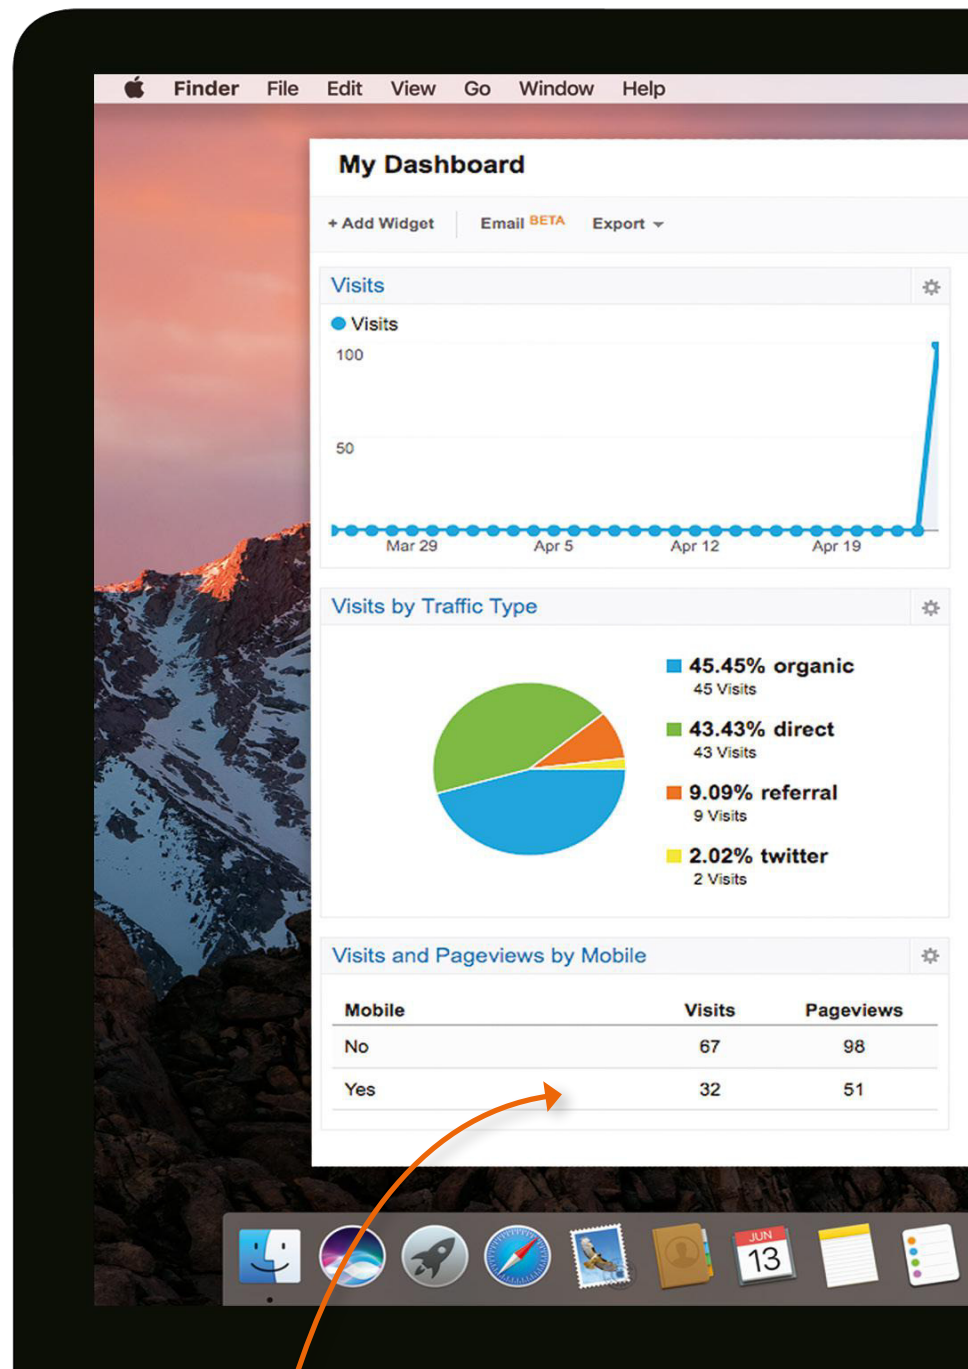 Finder File Edit View Go Window Help
My Dashboard
+ Add Widget Email BETA Export
Visits
Visits
100
50
Mar 29 Apr 5 Apr 12 Apr 19
Visits by Traffic Type
45.45% organic
45 Visits
43.43% direct
43 Visits
9.09% referral
9 Visits
2.02% twitter
2 Visits
Visits and Pageviews by Mobile
Mobile Visits Pageviews
No 67 98
Yes 32 51
JUN
13